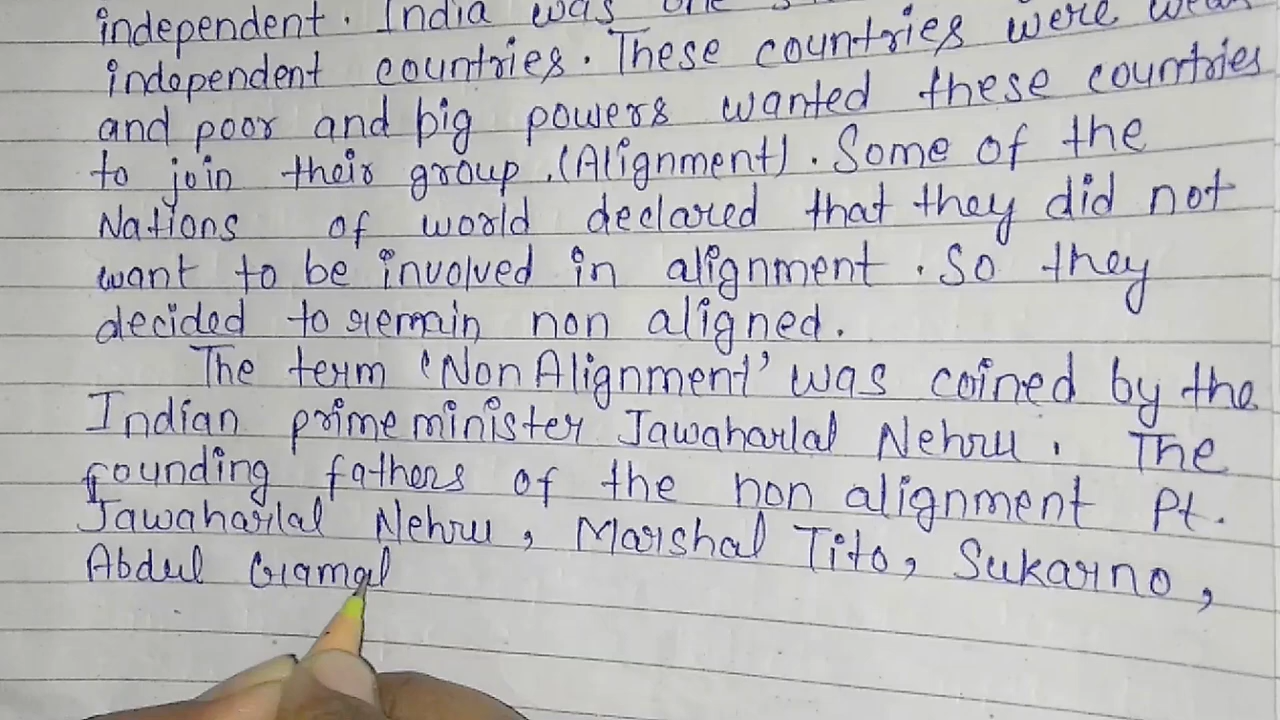 independent. India was one
independent countries. These countries were weak
and poor and big powers wanted these countries
to join their group. (Alignment). Some of the
Nations of world declared that they did not
want to be involved in alignment. So they
decided to remain non aligned.
The term 'Non Alignment' was coined by the
Indian prime minister Jawaharlal Nehru. The
founding fathers of the non alignment Pt.
Jawaharlal Nehru, Marshal Tito, Sukarno,
Abdul Gamal